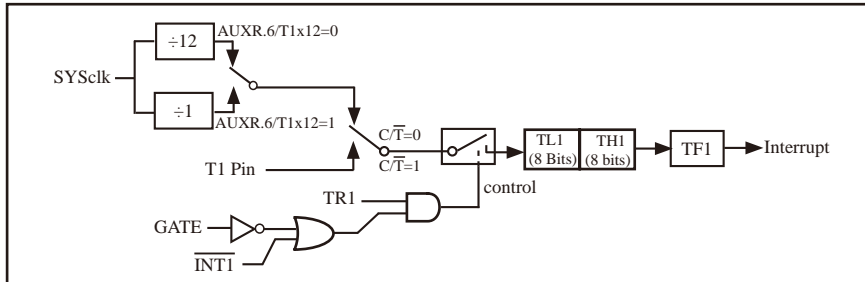 ÷12
AUXR.6/T1x12=0
SYSclk
÷1
AUXR.6/T1x12=1
C/T̅=0
C/T̅=1
T1 Pin
TL1
(8 Bits)
TH1
(8 bits)
TF1
Interrupt
control
TR1
GATE
I̅N̅T̅1̅